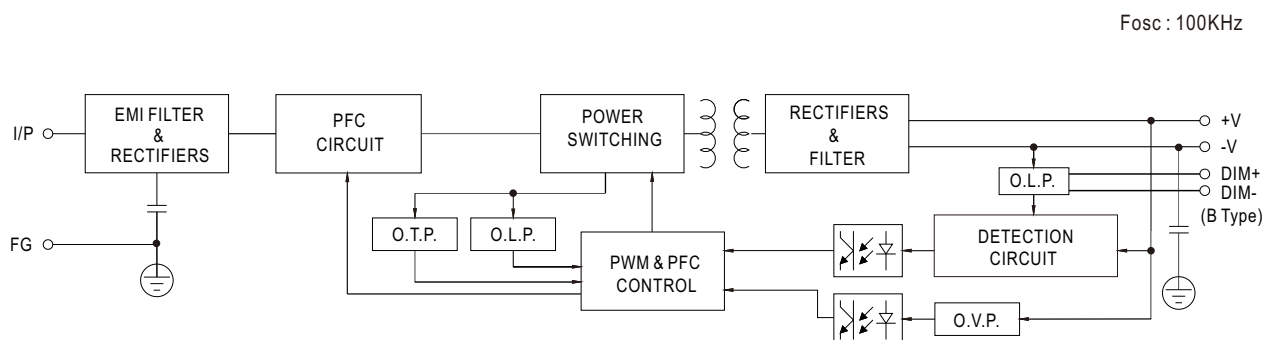 Fosc : 100KHz
I/P
EMI FILTER
&
RECTIFIERS
PFC
CIRCUIT
POWER
SWITCHING
RECTIFIERS
&
FILTER
+V
-V
DIM+
DIM-
(B Type)
O.L.P.
FG
O.T.P.
O.L.P.
PWM & PFC
CONTROL
DETECTION
CIRCUIT
O.V.P.